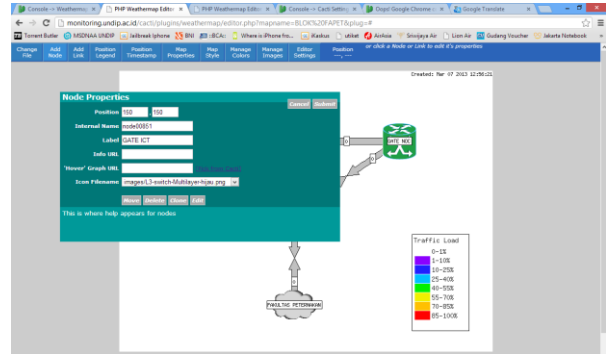 Console -> Weathermap
PHP Weathermap Editor
PHP Weathermap Editor
Console -> Cacti Setting
Oops! Google Chrome
Google Translate
monitoring.undip.ac.id/cacti/plugins/weathermap/editor.php?mapname=BLOK%20FAPET&plug=#
Torrent Butler
MSDNAA UNDIP
Jailbreak Iphone
BNI
:: BCA ::
Where is iPhone fro...
Kaskus
utiket
AirAsia
Sriwijaya Air
Lion Air
Gudang Voucher
Jakarta Notebook
Change File
Add Node
Add Link
Position Legend
Position Timestamp
Map Properties
Map Style
Manage Colors
Manage Images
Editor Settings
Position ---, ---
or click a Node or Link to edit it's properties
Created: Mar 07 2013 12:56:21
Node Properties
Cancel Submit
Position 150 , 150
Internal Name node00851
Label GATE ICT
Info URL
'Hover' Graph URL
Icon Filename images/L3-switch-Multilayer-hijau.png
Move Delete Clone Edit
This is where help appears for nodes
GATE NOC
FAKULTAS PETERNAKAN
Traffic Load
0-1%
1-10%
10-25%
25-40%
40-55%
55-70%
70-85%
85-100%